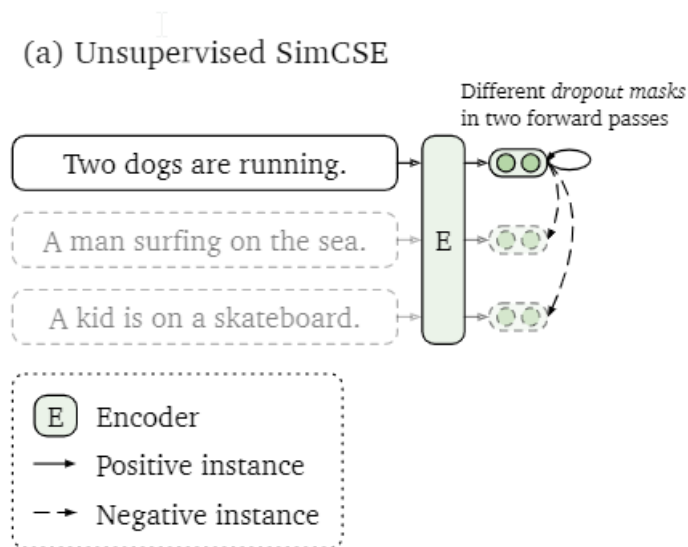 (a) Unsupervised SimCSE
Different dropout masks
in two forward passes
Two dogs are running.
A man surfing on the sea.
E
A kid is on a skateboard.
E Encoder
Positive instance
Negative instance